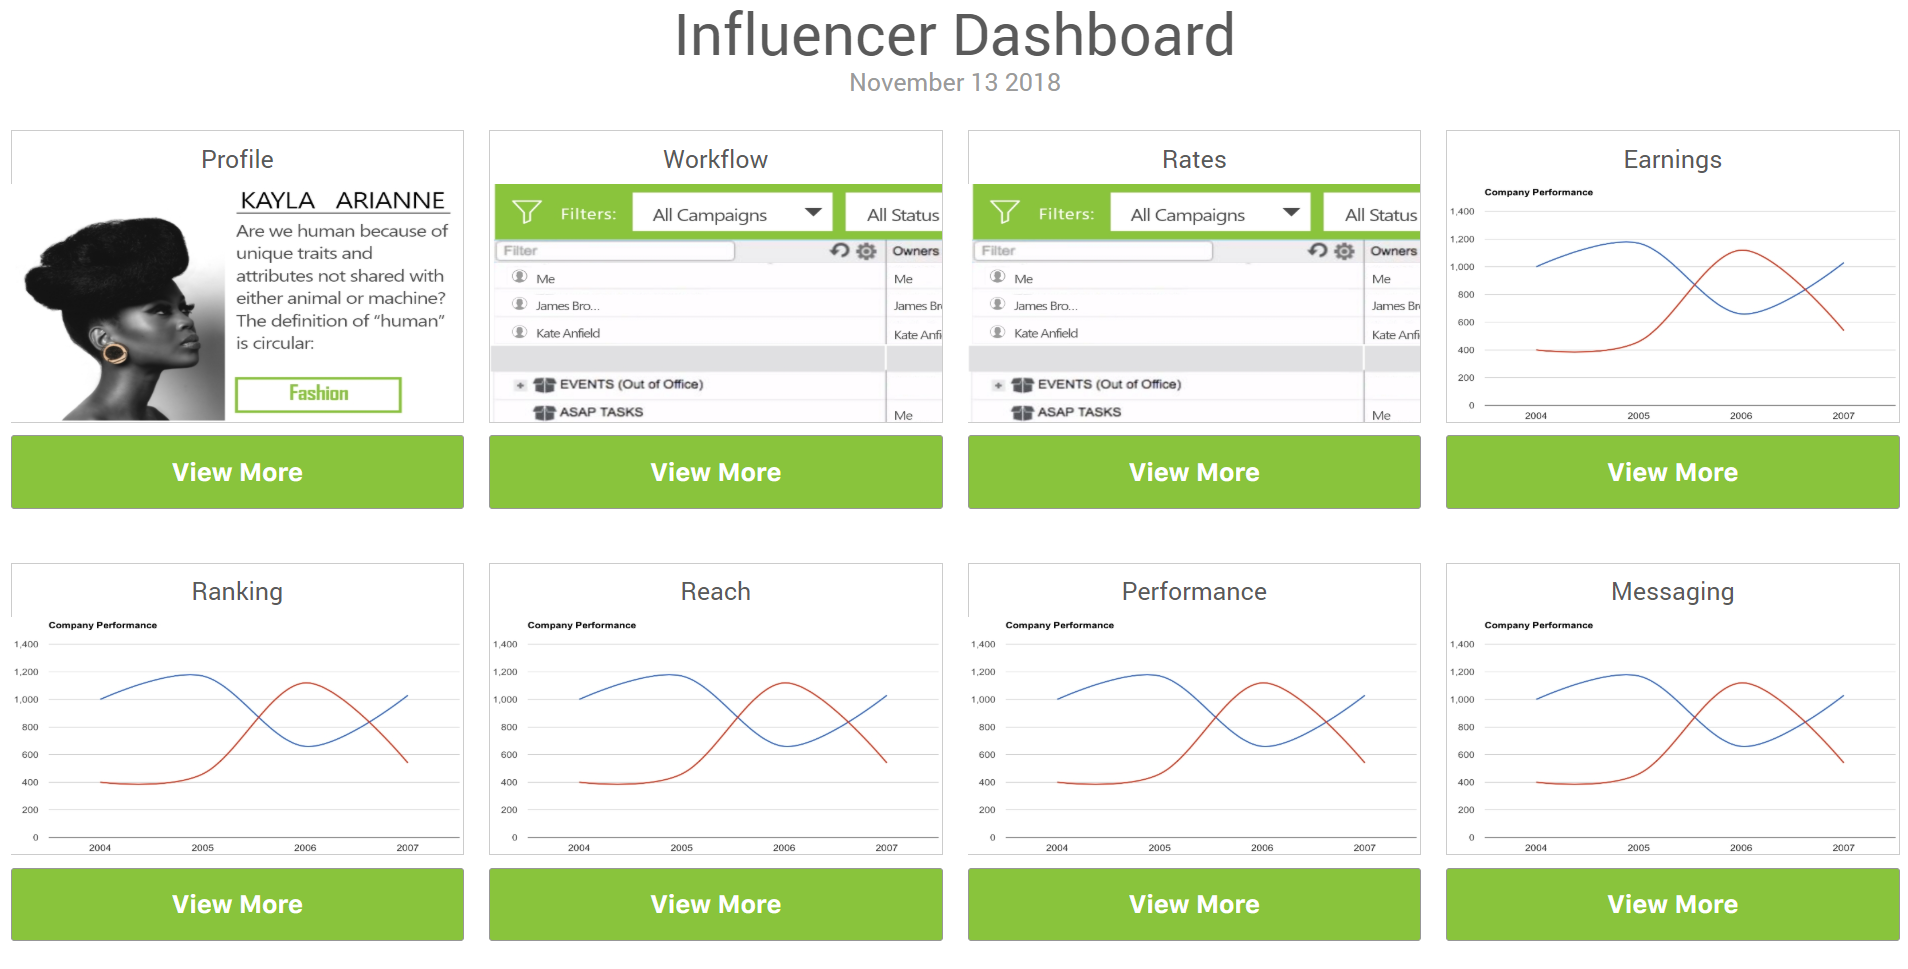 Influencer Dashboard
November 13 2018
Profile
KAYLA ARIANNE
Are we human because of
unique traits and
attributes not shared with
either animal or machine?
The definition of “human”
is circular:
Fashion
View More
Workflow
Filters: All Campaigns All Status
Filter Owners
Me Me
James Bro... James Br
Kate Anfield Kate Anfi
EVENTS (Out of Office)
ASAP TASKS Me
View More
Rates
Filters: All Campaigns All Status
Filter Owners
Me Me
James Bro... James Br
Kate Anfield Kate Anfi
EVENTS (Out of Office)
ASAP TASKS Me
View More
Earnings
Company Performance
1,400
1,200
1,000
800
600
400
200
0
2004 2005 2006 2007
View More
Ranking
Company Performance
1,400
1,200
1,000
800
600
400
200
0
2004 2005 2006 2007
View More
Reach
Company Performance
1,400
1,200
1,000
800
600
400
200
0
2004 2005 2006 2007
View More
Performance
Company Performance
1,400
1,200
1,000
800
600
400
200
0
2004 2005 2006 2007
View More
Messaging
Company Performance
1,400
1,200
1,000
800
600
400
200
0
2004 2005 2006 2007
View More